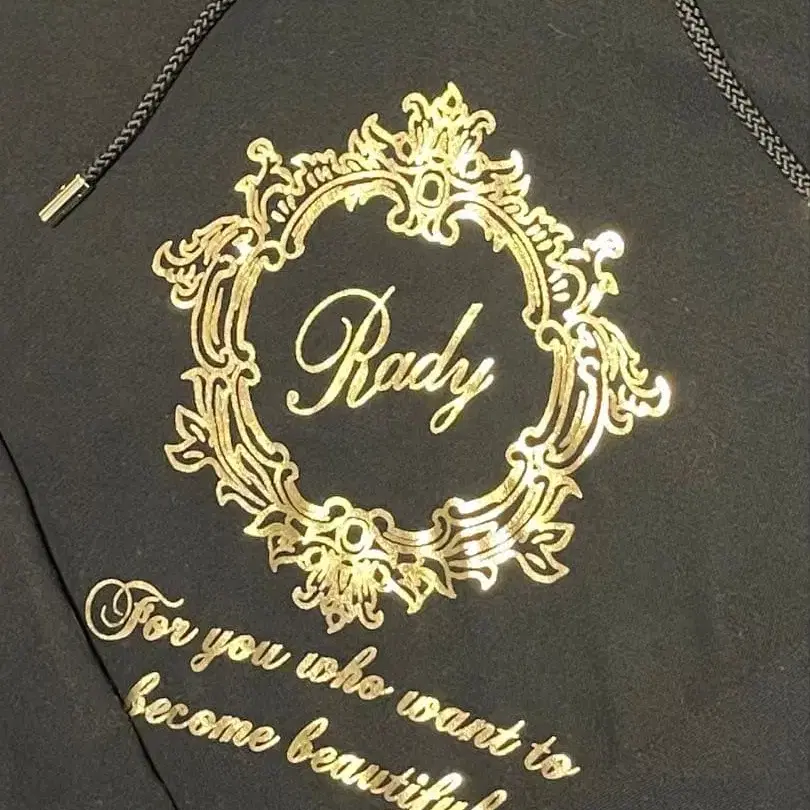 Rady
For you who want to
become beautiful